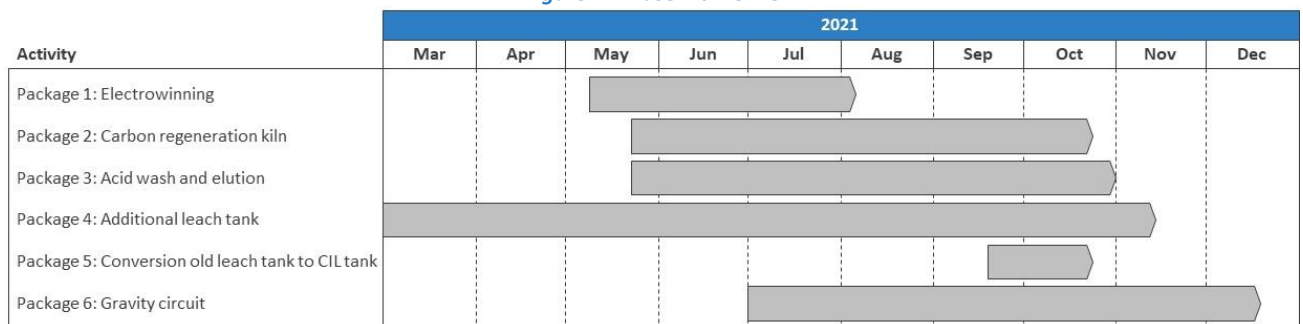 2021
Activity Mar Apr May Jun Jul Aug Sep Oct Nov Dec
Package 1: Electrowinning
Package 2: Carbon regeneration kiln
Package 3: Acid wash and elution
Package 4: Additional leach tank
Package 5: Conversion old leach tank to CIL tank
Package 6: Gravity circuit